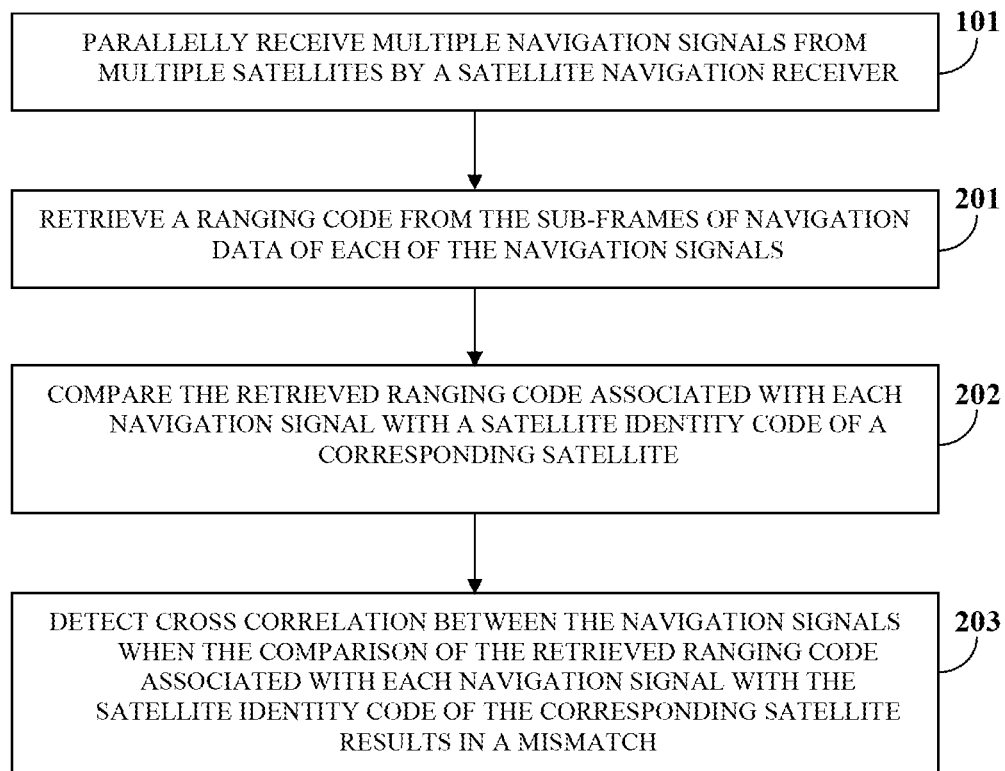 PARALLELY RECEIVE MULTIPLE NAVIGATION SIGNALS FROM
MULTIPLE SATELLITES BY A SATELLITE NAVIGATION RECEIVER
101
RETRIEVE A RANGING CODE FROM THE SUB-FRAMES OF NAVIGATION
DATA OF EACH OF THE NAVIGATION SIGNALS
201
COMPARE THE RETRIEVED RANGING CODE ASSOCIATED WITH EACH
NAVIGATION SIGNAL WITH A SATELLITE IDENTITY CODE OF A
CORRESPONDING SATELLITE
202
DETECT CROSS CORRELATION BETWEEN THE NAVIGATION SIGNALS
WHEN THE COMPARISON OF THE RETRIEVED RANGING CODE
ASSOCIATED WITH EACH NAVIGATION SIGNAL WITH THE
SATELLITE IDENTITY CODE OF THE CORRESPONDING SATELLITE
RESULTS IN A MISMATCH
203